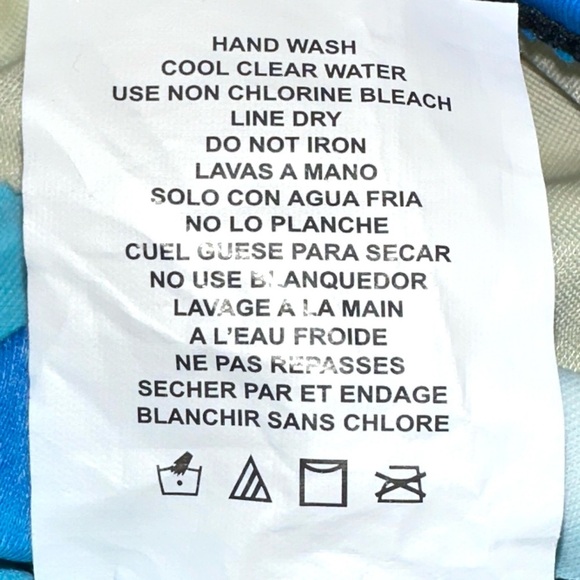 HAND WASH
COOL CLEAR WATER
USE NON CHLORINE BLEACH
LINE DRY
DO NOT IRON
LAVAS A MANO
SOLO CON AGUA FRIA
NO LO PLANCHE
CUEL GUESE PARA SECAR
NO USE BLANQUEDOR
LAVAGE A LA MAIN
A L'EAU FROIDE
NE PAS REPASSES
SECHER PAR ET ENDAGE
BLANCHIR SANS CHLORE